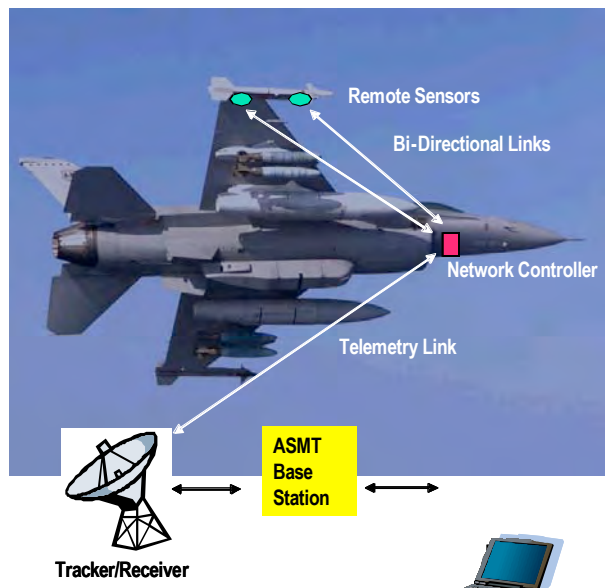 Remote Sensors
Bi-Directional Links
Network Controller
Telemetry Link
ASMT
Base
Station
Tracker/Receiver